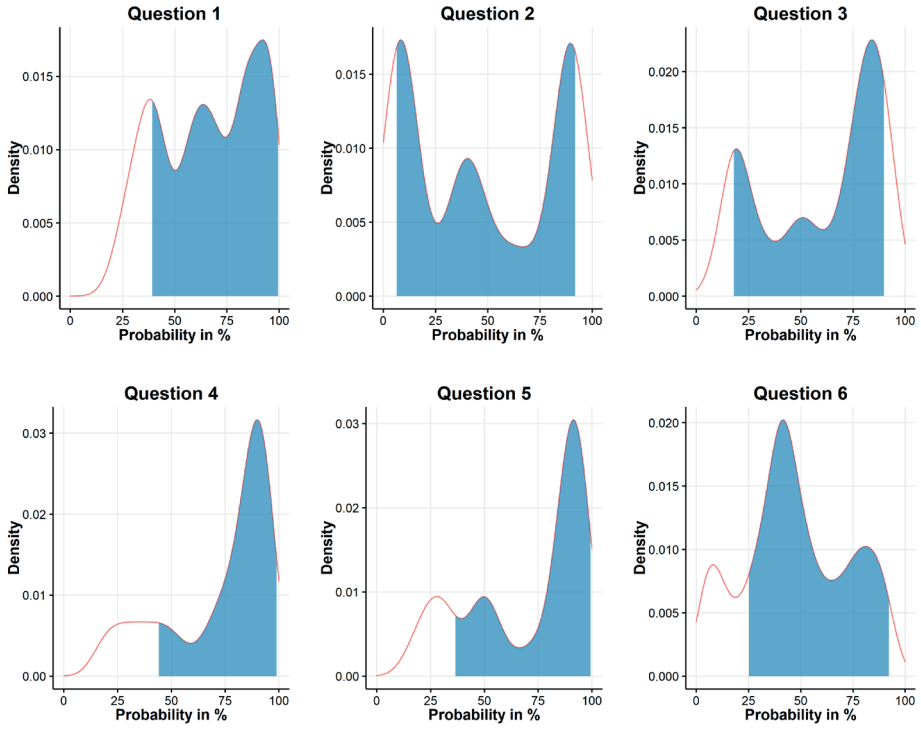 Question 1
Density
0.015
0.010
0.005
0.000
0 25 50 75 100
Probability in %
Question 2
Density
0.015
0.010
0.005
0.000
0 25 50 75 100
Probability in %
Question 3
Density
0.020
0.015
0.010
0.005
0.000
0 25 50 75 100
Probability in %
Question 4
Density
0.03
0.02
0.01
0.00
0 25 50 75 100
Probability in %
Question 5
Density
0.03
0.02
0.01
0.00
0 25 50 75 100
Probability in %
Question 6
Density
0.020
0.015
0.010
0.005
0.000
0 25 50 75 100
Probability in %